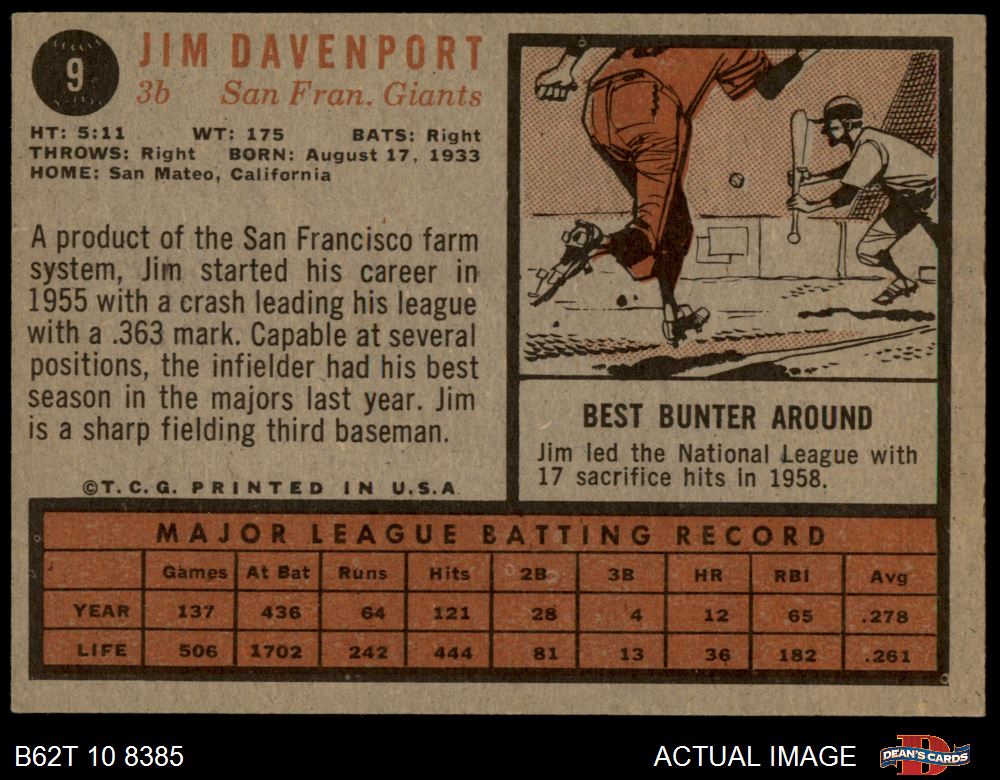 9
JIM DAVENPORT
3b San Fran. Giants
HT: 5:11 WT: 175 BATS: Right
THROWS: Right BORN: August 17, 1933
HOME: San Mateo, California
A product of the San Francisco farm
system, Jim started his career in
1955 with a crash leading his league
with a .363 mark. Capable at several
positions, the infielder had his best
season in the majors last year. Jim
is a sharp fielding third baseman.
©T.C.G. PRINTED IN U.S.A.
BEST BUNTER AROUND
Jim led the National League with
17 sacrifice hits in 1958.
MAJOR LEAGUE BATTING RECORD
Games At Bat Runs Hits 2B 3B HR RBI Avg
YEAR 137 436 64 121 28 4 12 65 .278
LIFE 506 1702 242 444 81 13 36 182 .261
B62T 10 8385 ACTUAL IMAGE DEAN'S CARDS